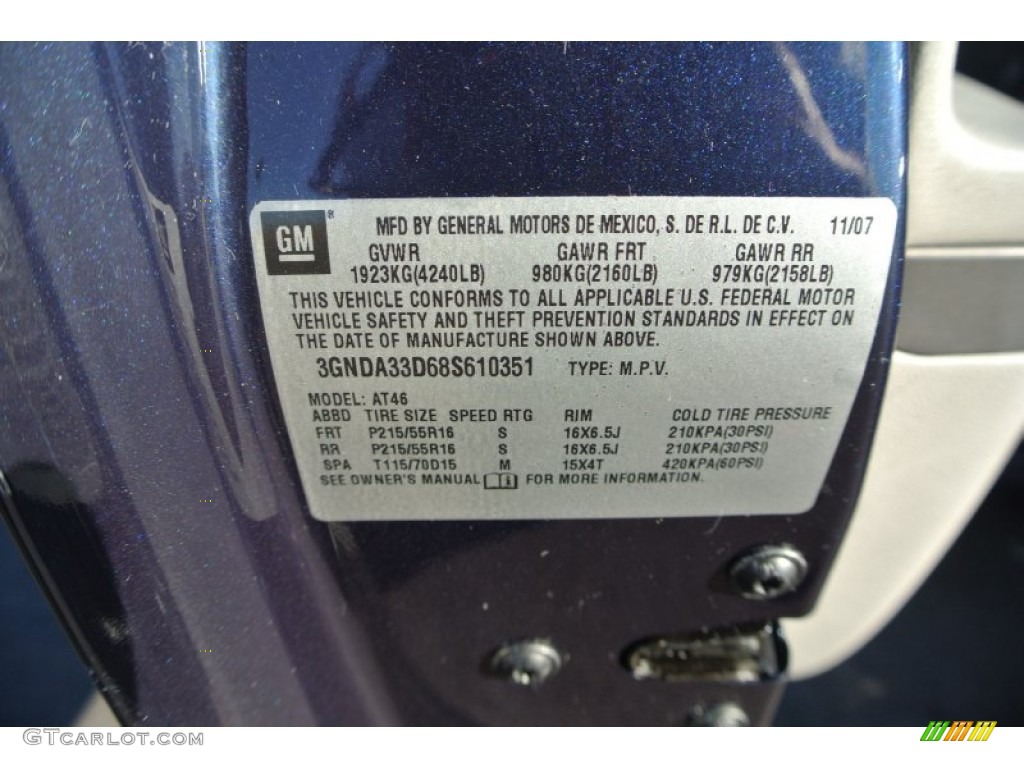 GM ® MFD BY GENERAL MOTORS DE MEXICO, S. DE R.L. DE C.V. 11/07
GVWR GAWR FRT GAWR RR
1923KG(4240LB) 980KG(2160LB) 979KG(2158LB)
THIS VEHICLE CONFORMS TO ALL APPLICABLE U.S. FEDERAL MOTOR
VEHICLE SAFETY AND THEFT PREVENTION STANDARDS IN EFFECT ON
THE DATE OF MANUFACTURE SHOWN ABOVE.
3GNDA33D68S610351 TYPE: M.P.V.
MODEL: AT46
ABBD TIRE SIZE SPEED RTG RIM COLD TIRE PRESSURE
FRT P215/55R16 S 16X6.5J 210KPA(30PSI)
RR P215/55R16 S 16X6.5J 210KPA(30PSI)
SPA T115/70D15 M 15X4T 420KPA(60PSI)
SEE OWNER'S MANUAL FOR MORE INFORMATION.
GTCarLot.com